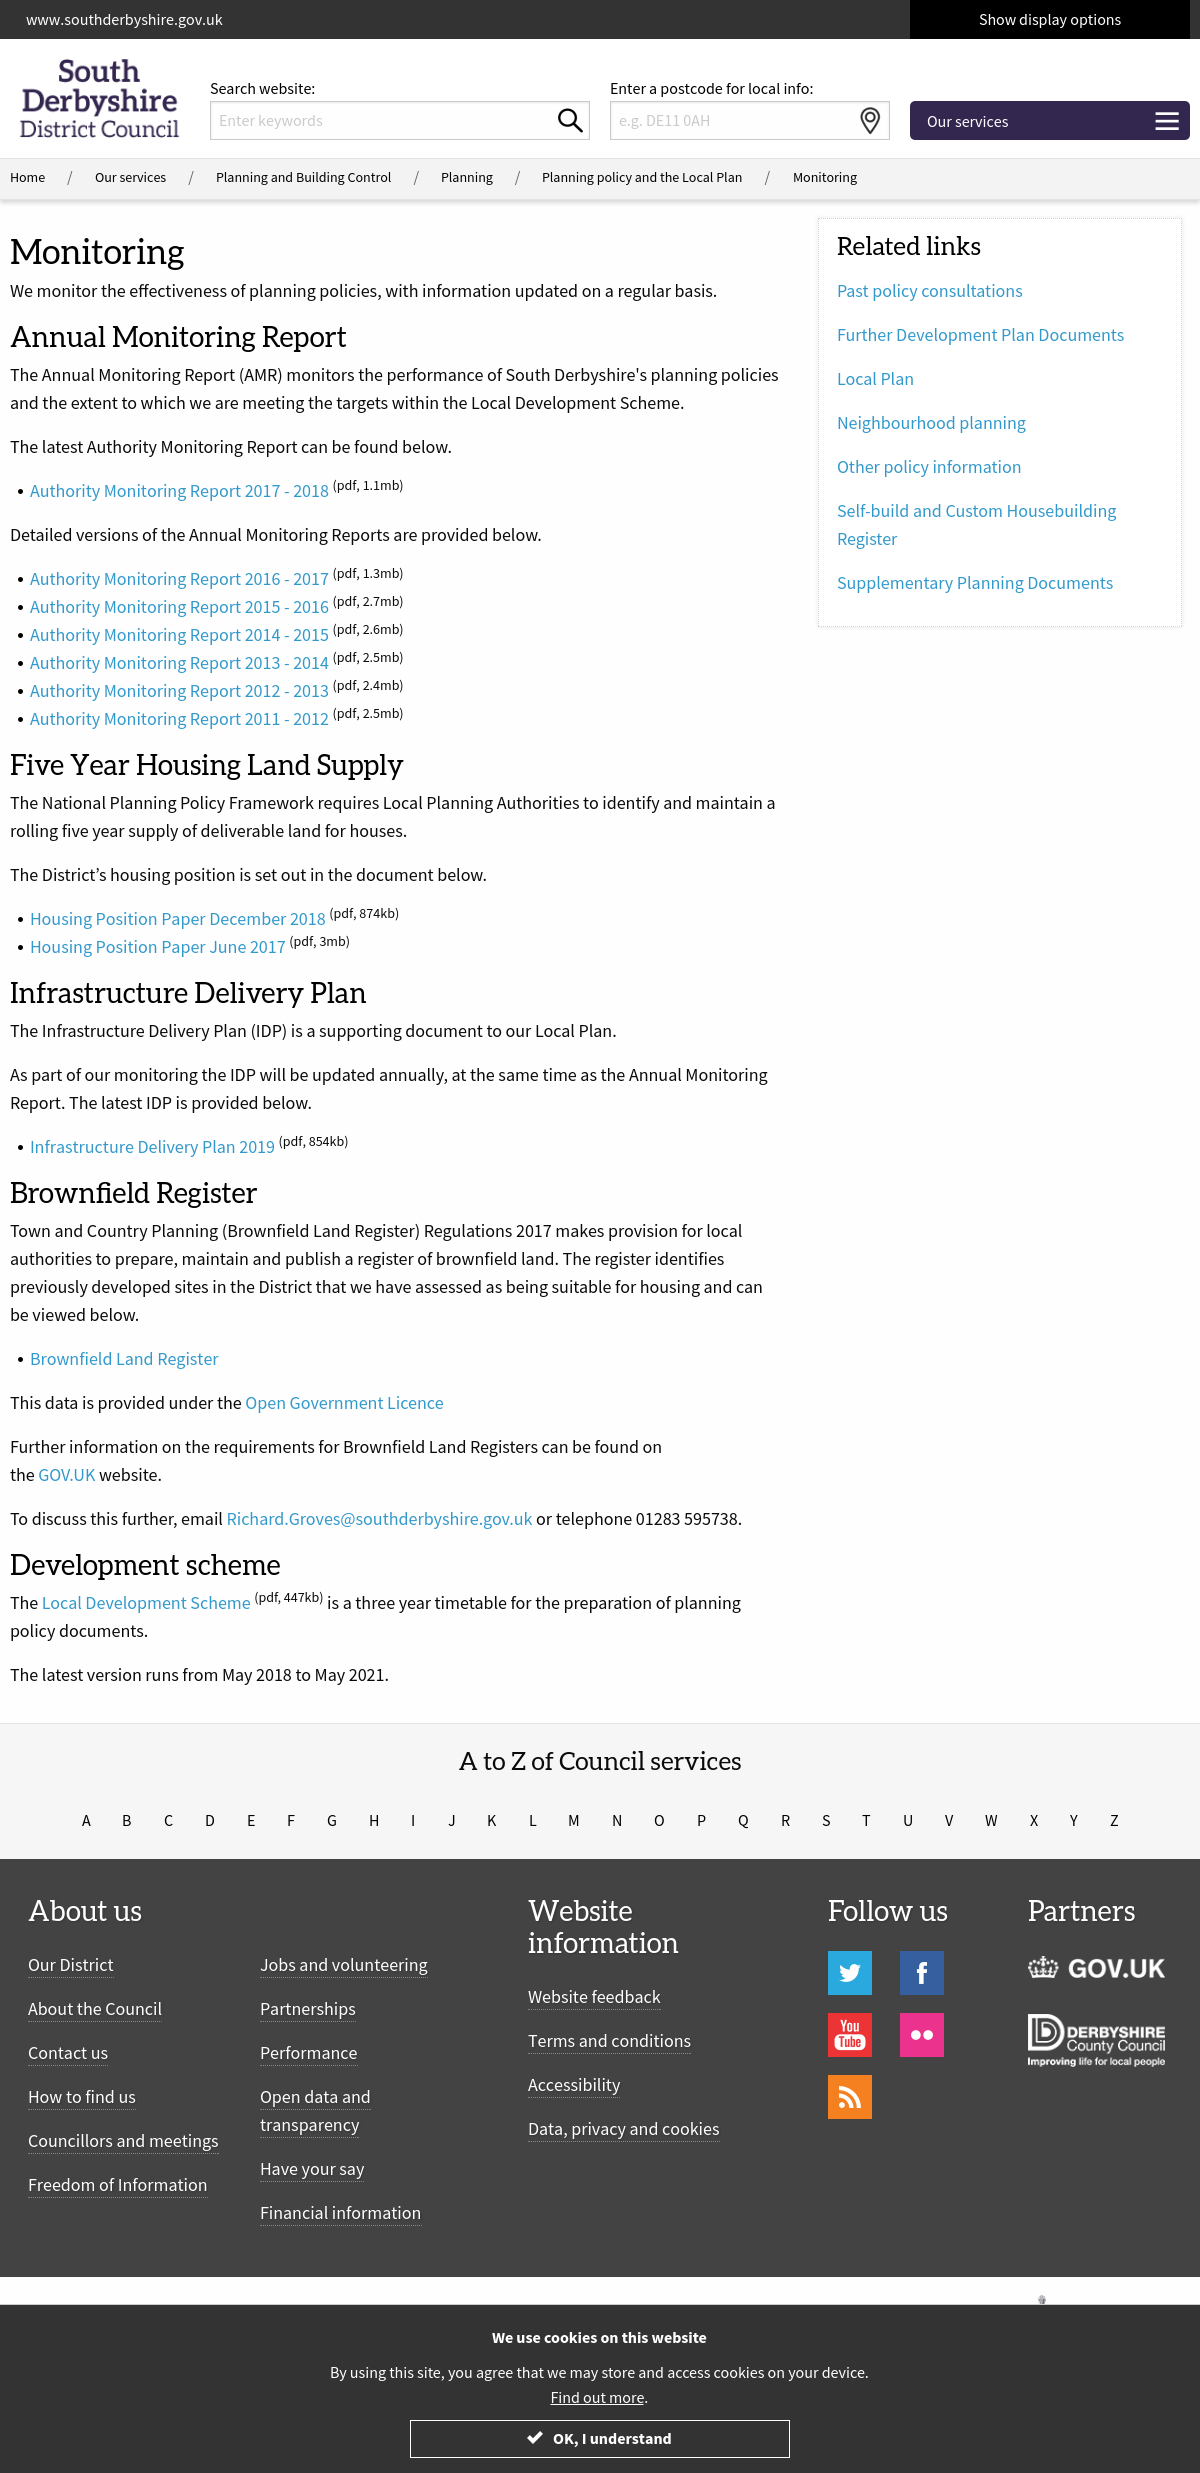 www.southderbyshire.gov.uk
Show display options
South
Derbyshire
District Council
Search website:
Enter keywords
Enter a postcode for local info:
e.g. DE11 0AH
Our services
Home / Our services / Planning and Building Control / Planning / Planning policy and the Local Plan / Monitoring
Monitoring
We monitor the effectiveness of planning policies, with information updated on a regular basis.
Annual Monitoring Report
The Annual Monitoring Report (AMR) monitors the performance of South Derbyshire's planning policies
and the extent to which we are meeting the targets within the Local Development Scheme.
The latest Authority Monitoring Report can be found below.
• Authority Monitoring Report 2017 - 2018 (pdf, 1.1mb)
Detailed versions of the Annual Monitoring Reports are provided below.
• Authority Monitoring Report 2016 - 2017 (pdf, 1.3mb)
• Authority Monitoring Report 2015 - 2016 (pdf, 2.7mb)
• Authority Monitoring Report 2014 - 2015 (pdf, 2.6mb)
• Authority Monitoring Report 2013 - 2014 (pdf, 2.5mb)
• Authority Monitoring Report 2012 - 2013 (pdf, 2.4mb)
• Authority Monitoring Report 2011 - 2012 (pdf, 2.5mb)
Five Year Housing Land Supply
The National Planning Policy Framework requires Local Planning Authorities to identify and maintain a
rolling five year supply of deliverable land for houses.
The District’s housing position is set out in the document below.
• Housing Position Paper December 2018 (pdf, 874kb)
• Housing Position Paper June 2017 (pdf, 3mb)
Infrastructure Delivery Plan
The Infrastructure Delivery Plan (IDP) is a supporting document to our Local Plan.
As part of our monitoring the IDP will be updated annually, at the same time as the Annual Monitoring
Report. The latest IDP is provided below.
• Infrastructure Delivery Plan 2019 (pdf, 854kb)
Brownfield Register
Town and Country Planning (Brownfield Land Register) Regulations 2017 makes provision for local
authorities to prepare, maintain and publish a register of brownfield land. The register identifies
previously developed sites in the District that we have assessed as being suitable for housing and can
be viewed below.
• Brownfield Land Register
This data is provided under the Open Government Licence
Further information on the requirements for Brownfield Land Registers can be found on
the GOV.UK website.
To discuss this further, email Richard.Groves@southderbyshire.gov.uk or telephone 01283 595738.
Development scheme
The Local Development Scheme (pdf, 447kb) is a three year timetable for the preparation of planning
policy documents.
The latest version runs from May 2018 to May 2021.
Related links
Past policy consultations
Further Development Plan Documents
Local Plan
Neighbourhood planning
Other policy information
Self-build and Custom Housebuilding
Register
Supplementary Planning Documents
A to Z of Council services
A B C D E F G H I J K L M N O P Q R S T U V W X Y Z
About us
Our District
About the Council
Contact us
How to find us
Councillors and meetings
Freedom of Information
Jobs and volunteering
Partnerships
Performance
Open data and
transparency
Have your say
Financial information
Website
information
Website feedback
Terms and conditions
Accessibility
Data, privacy and cookies
Follow us
You
Tube
Partners
GOV.UK
DERBYSHIRE
County Council
Improving life for local people
We use cookies on this website
By using this site, you agree that we may store and access cookies on your device.
Find out more.
OK, I understand